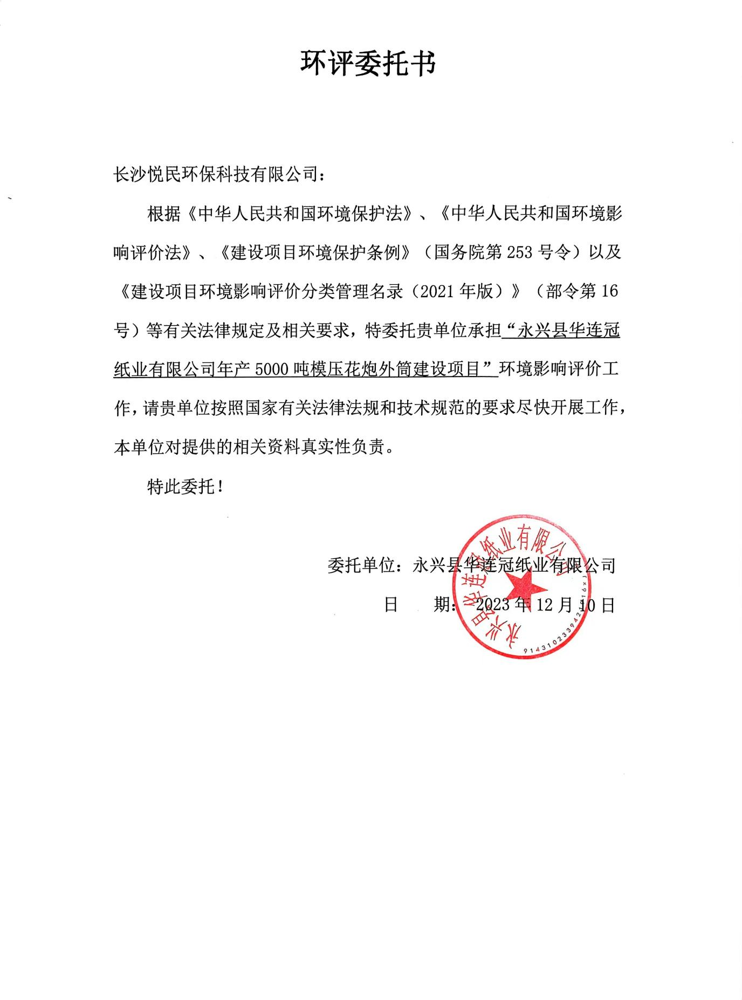 环评委托书
长沙悦民环保科技有限公司：
根据《中华人民共和国环境保护法》、《中华人民共和国环境影
响评价法》、《建设项目环境保护条例》（国务院第 253 号令）以及
《建设项目环境影响评价分类管理名录（2021 年版）》（部令第 16
号）等有关法律规定及相关要求，特委托贵单位承担“永兴县华连冠
纸业有限公司年产 5000 吨模压花炮外筒建设项目”环境影响评价工
作，请贵单位按照国家有关法律法规和技术规范的要求尽快开展工作，
本单位对提供的相关资料真实性负责。
特此委托！
委托单位：永兴县华连冠纸业有限公司
日 期： 2023 年 12 月 10 日
永兴县华连冠纸业有限公司